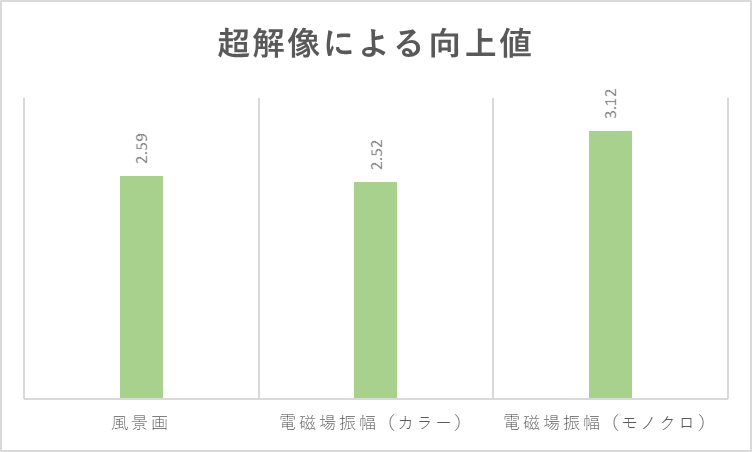 超解像による向上値
2.59
2.52
3.12
風景画
電磁場振幅（カラー）
電磁場振幅（モノクロ）